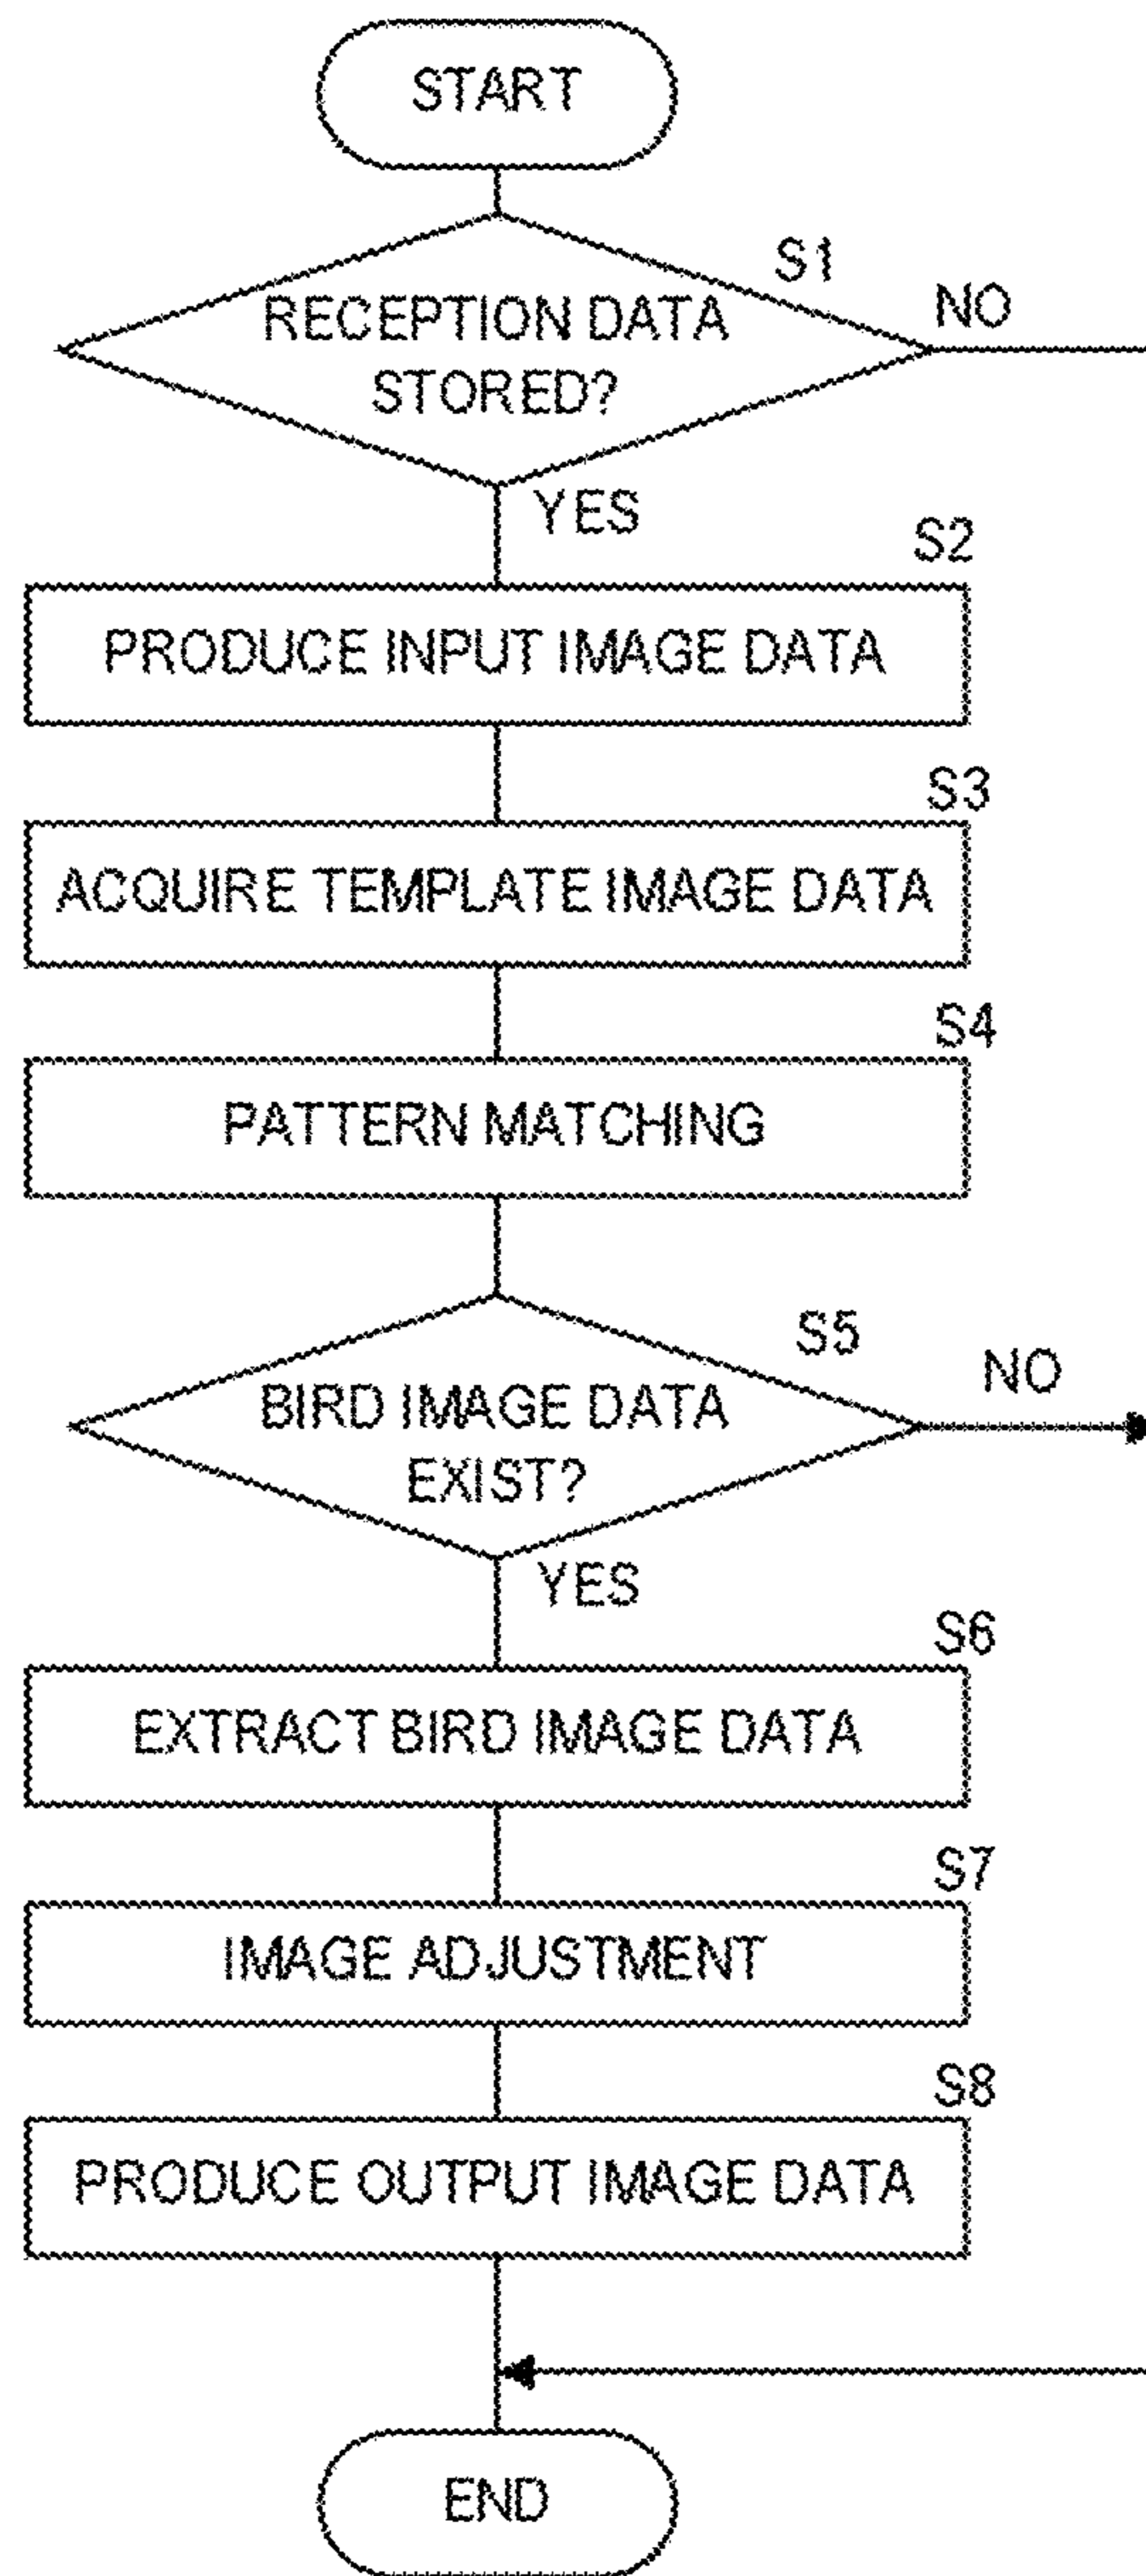 START
S1
NO
RECEPTION DATA
STORED?
YES
S2
PRODUCE INPUT IMAGE DATA
S3
ACQUIRE TEMPLATE IMAGE DATA
S4
PATTERN MATCHING
S5
NO
BIRD IMAGE DATA
EXIST?
YES
S6
EXTRACT BIRD IMAGE DATA
S7
IMAGE ADJUSTMENT
S8
PRODUCE OUTPUT IMAGE DATA
END